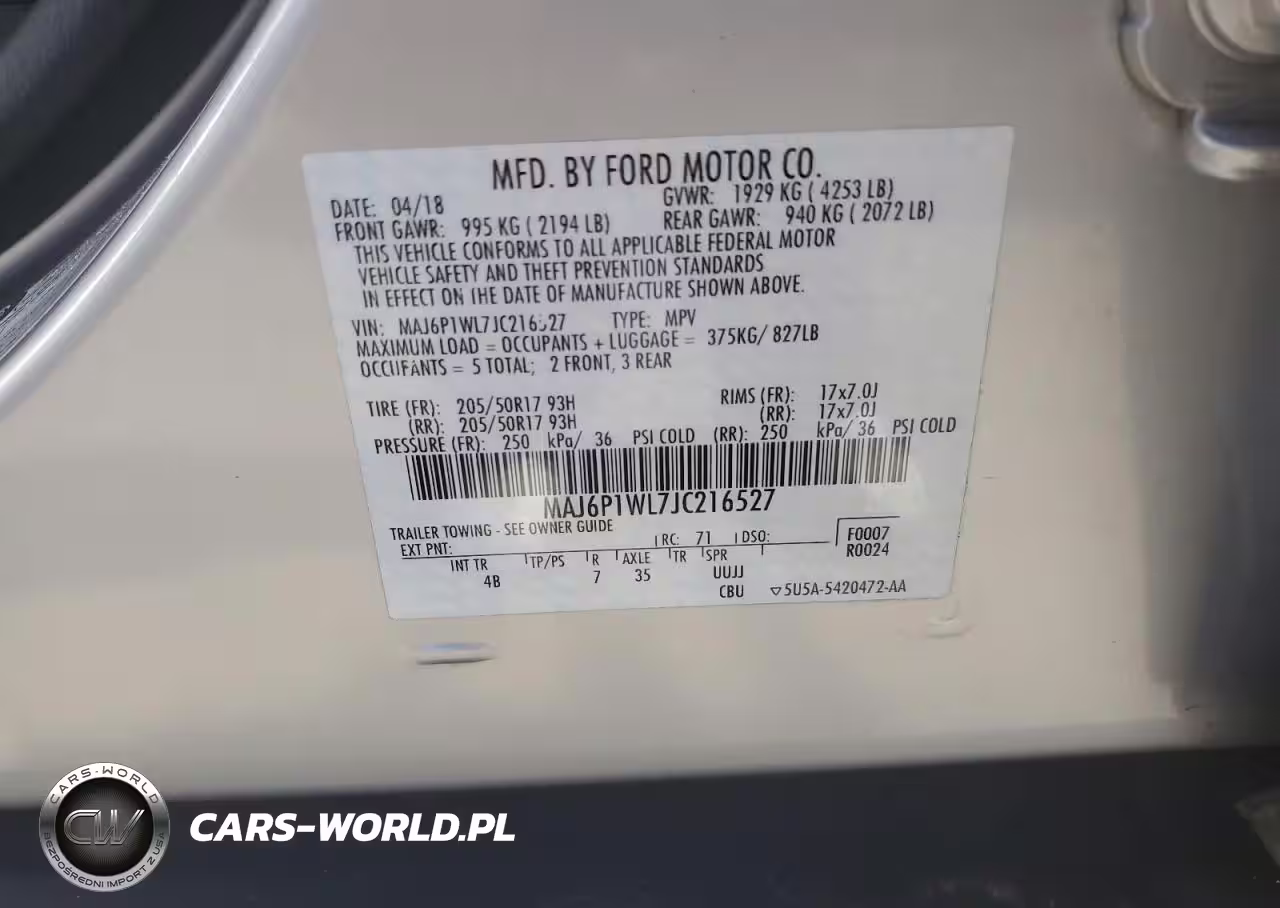 MFD. BY FORD MOTOR CO.
DATE: 04/18 GVWR: 1929 KG ( 4253 LB)
FRONT GAWR: 995 KG ( 2194 LB) REAR GAWR: 940 KG ( 2072 LB)
THIS VEHICLE CONFORMS TO ALL APPLICABLE FEDERAL MOTOR
VEHICLE SAFETY AND THEFT PREVENTION STANDARDS
IN EFFECT ON THE DATE OF MANUFACTURE SHOWN ABOVE.
VIN: MAJ6P1WL7JC216527 TYPE: MPV
MAXIMUM LOAD = OCCUPANTS + LUGGAGE = 375KG/ 827LB
OCCUPANTS = 5 TOTAL; 2 FRONT, 3 REAR
TIRE (FR): 205/50R17 93H RIMS (FR): 17x7.0J
(RR): 205/50R17 93H (RR): 17x7.0J
PRESSURE (FR): 250 kPa/ 36 PSI COLD (RR): 250 kPa/ 36 PSI COLD
MAJ6P1WL7JC216527
TRAILER TOWING - SEE OWNER GUIDE
EXT PNT: RC: 71 DSO: F0007
R0024
INT TR TP/PS R AXLE TR SPR
4B 7 35 UUJJ
CBU ▽5U5A-5420472-AA
CARS-WORLD
CW
BEZPOŚREDNI IMPORT Z USA
CARS-WORLD.PL